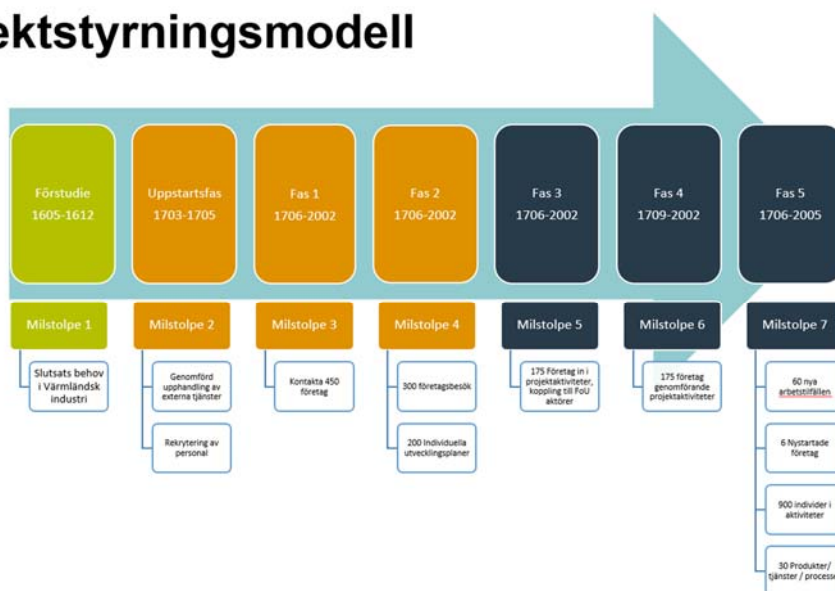 ektstyrningsmodell
Förstudie
1605-1612
Uppstartsfas
1703-1705
Fas 1
1706-2002
Fas 2
1706-2002
Fas 3
1706-2002
Fas 4
1709-2002
Fas 5
1706-2005
Milstolpe 1
Milstolpe 2
Milstolpe 3
Milstolpe 4
Milstolpe 5
Milstolpe 6
Milstolpe 7
Slutsats behov
i Värmländsk
industri
Genomförd
upphandling av
externa tjänster
Rekrytering av
personal
Kontakta 450
företag
300 företagsbesök
200 Individuella
utvecklingsplaner
175 Företag in i
projektaktiviteter,
koppling till FoU
aktörer
175 företag
genomförande
projektaktiviteter
60 nya
arbetstilfällen
6 Nystartade
företag
900 individer i
aktiviteter
30 Produkter/
tjänster / processe